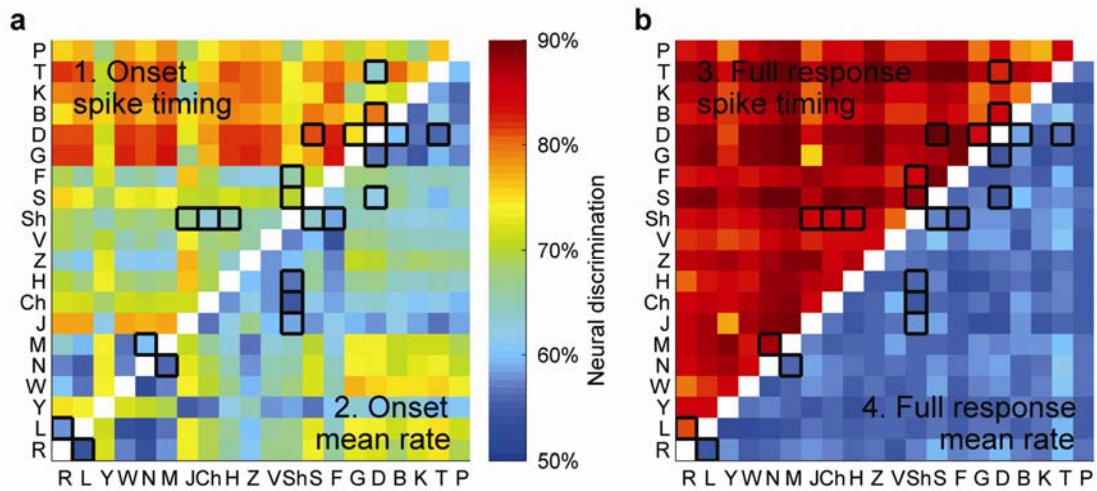 a
b
P
T
K
B
D
G
F
S
Sh
V
Z
H
Ch
J
M
N
W
Y
L
R
1. Onset
spike timing
2. Onset
mean rate
R L Y W N M J Ch H Z V Sh S F G D B K T P
90%
80%
70%
60%
50%
Neural discrimination
P
T
K
B
D
G
F
S
Sh
V
Z
H
Ch
J
M
N
W
Y
L
R
3. Full response
spike timing
4. Full response
mean rate
R L Y W N M J Ch H Z V Sh S F G D B K T P